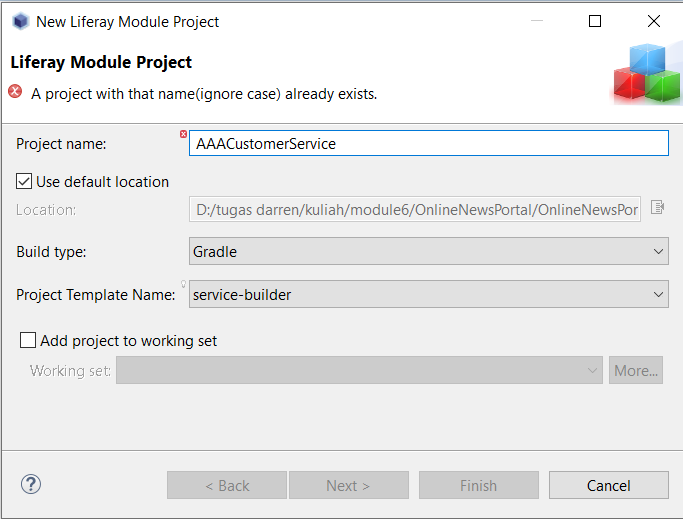 New Liferay Module Project
Liferay Module Project
A project with that name(ignore case) already exists.
Project name: AAACustomerService
Use default location
Location: D:/tugas darren/kuliah/module6/OnlineNewsPortal/OnlineNewsPor
Build type: Gradle
Project Template Name: service-builder
Add project to working set
Working set: More...
? < Back Next > Finish Cancel